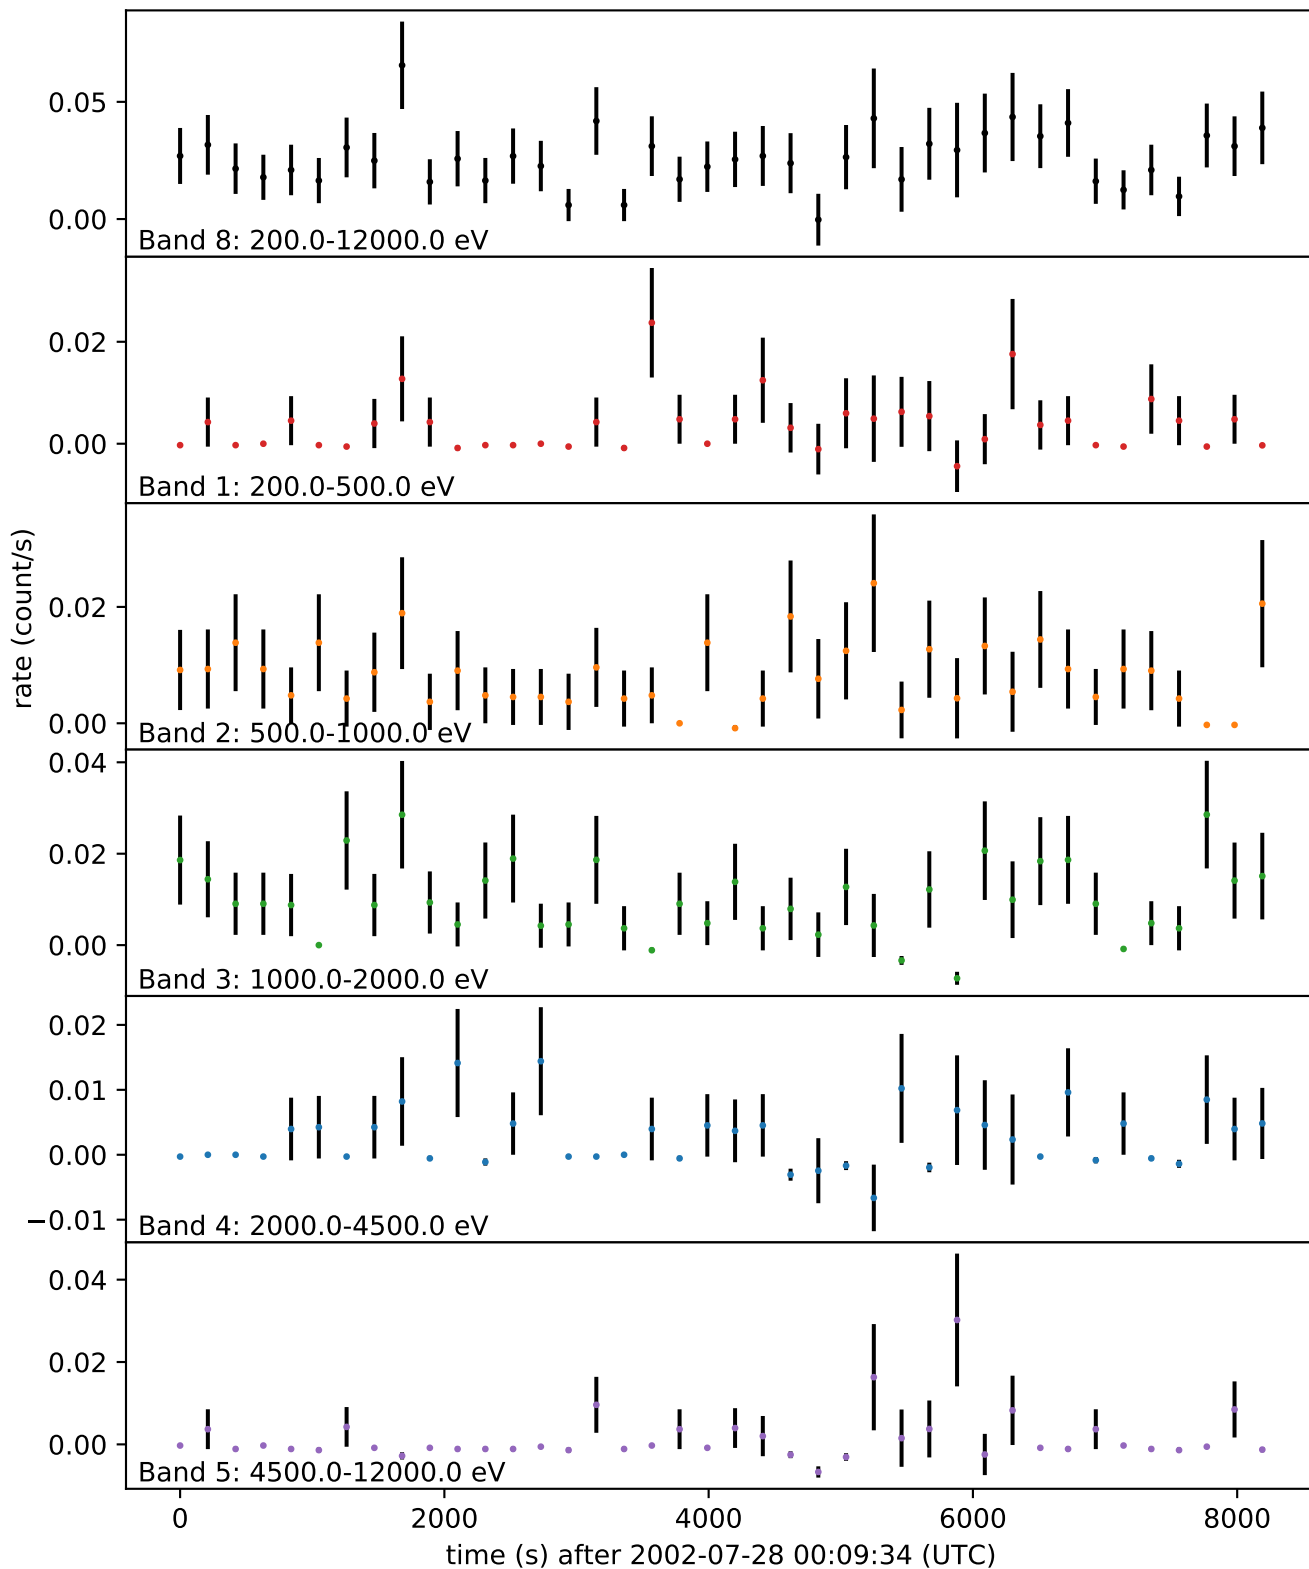 0.05
0.00
Band 8: 200.0-12000.0 eV
0.02
0.00
Band 1: 200.0-500.0 eV
rate (count/s)
0.02
0.00
Band 2: 500.0-1000.0 eV
0.04
0.02
0.00
Band 3: 1000.0-2000.0 eV
0.02
0.01
0.00
−0.01
Band 4: 2000.0-4500.0 eV
0.04
0.02
0.00
Band 5: 4500.0-12000.0 eV
0 2000 4000 6000 8000
time (s) after 2002-07-28 00:09:34 (UTC)